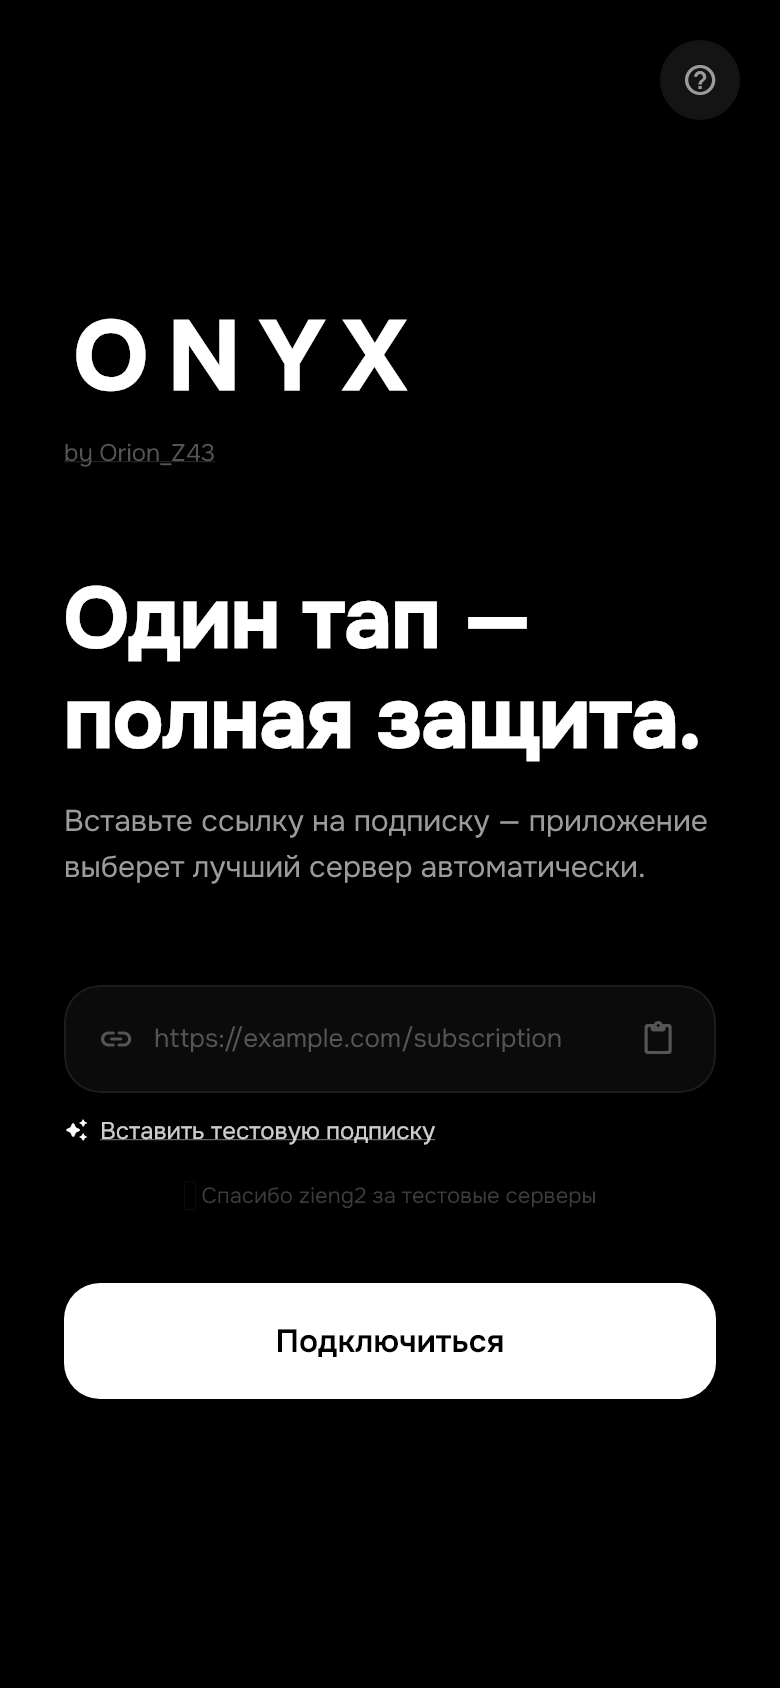 ONYX
by Orion_Z43
Один тап —
полная защита.
Вставьте ссылку на подписку — приложение
выберет лучший сервер автоматически.
https://example.com/subscription
Вставить тестовую подписку
Спасибо zieng2 за тестовые серверы
Подключиться